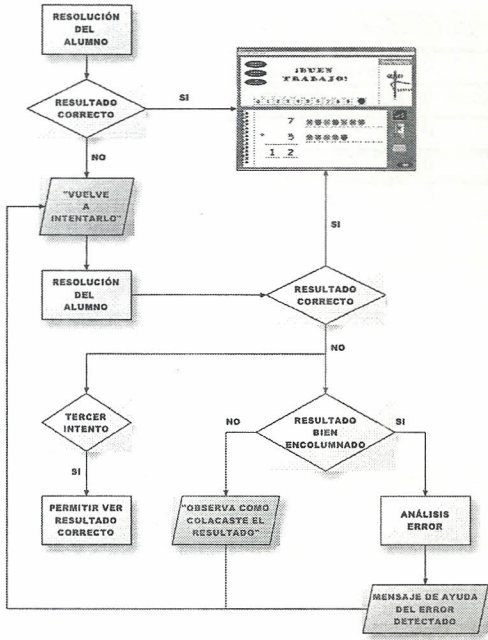 RESOLUCIÓN
DEL
ALUMNO
RESULTADO
CORRECTO
SI
¡BUEN
TRABAJO!
7
+ 5
1 2
NO
"VUELVE
A
INTENTARLO"
SI
RESOLUCIÓN
DEL
ALUMNO
RESULTADO
CORRECTO
NO
TERCER
INTENTO
NO
RESULTADO
BIEN
ENCOLUMNADO
SI
SI
PERMITIR VER
RESULTADO
CORRECTO
"OBSERVA COMO
COLACASTE EL
RESULTADO"
ANÁLISIS
ERROR
MENSAJE DE AYUDA
DEL ERROR
DETECTADO